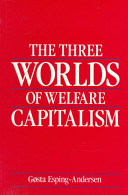 THE THREE
WORLDS
OF WELFARE
CAPITALISM
Gøsta Esping-Andersen